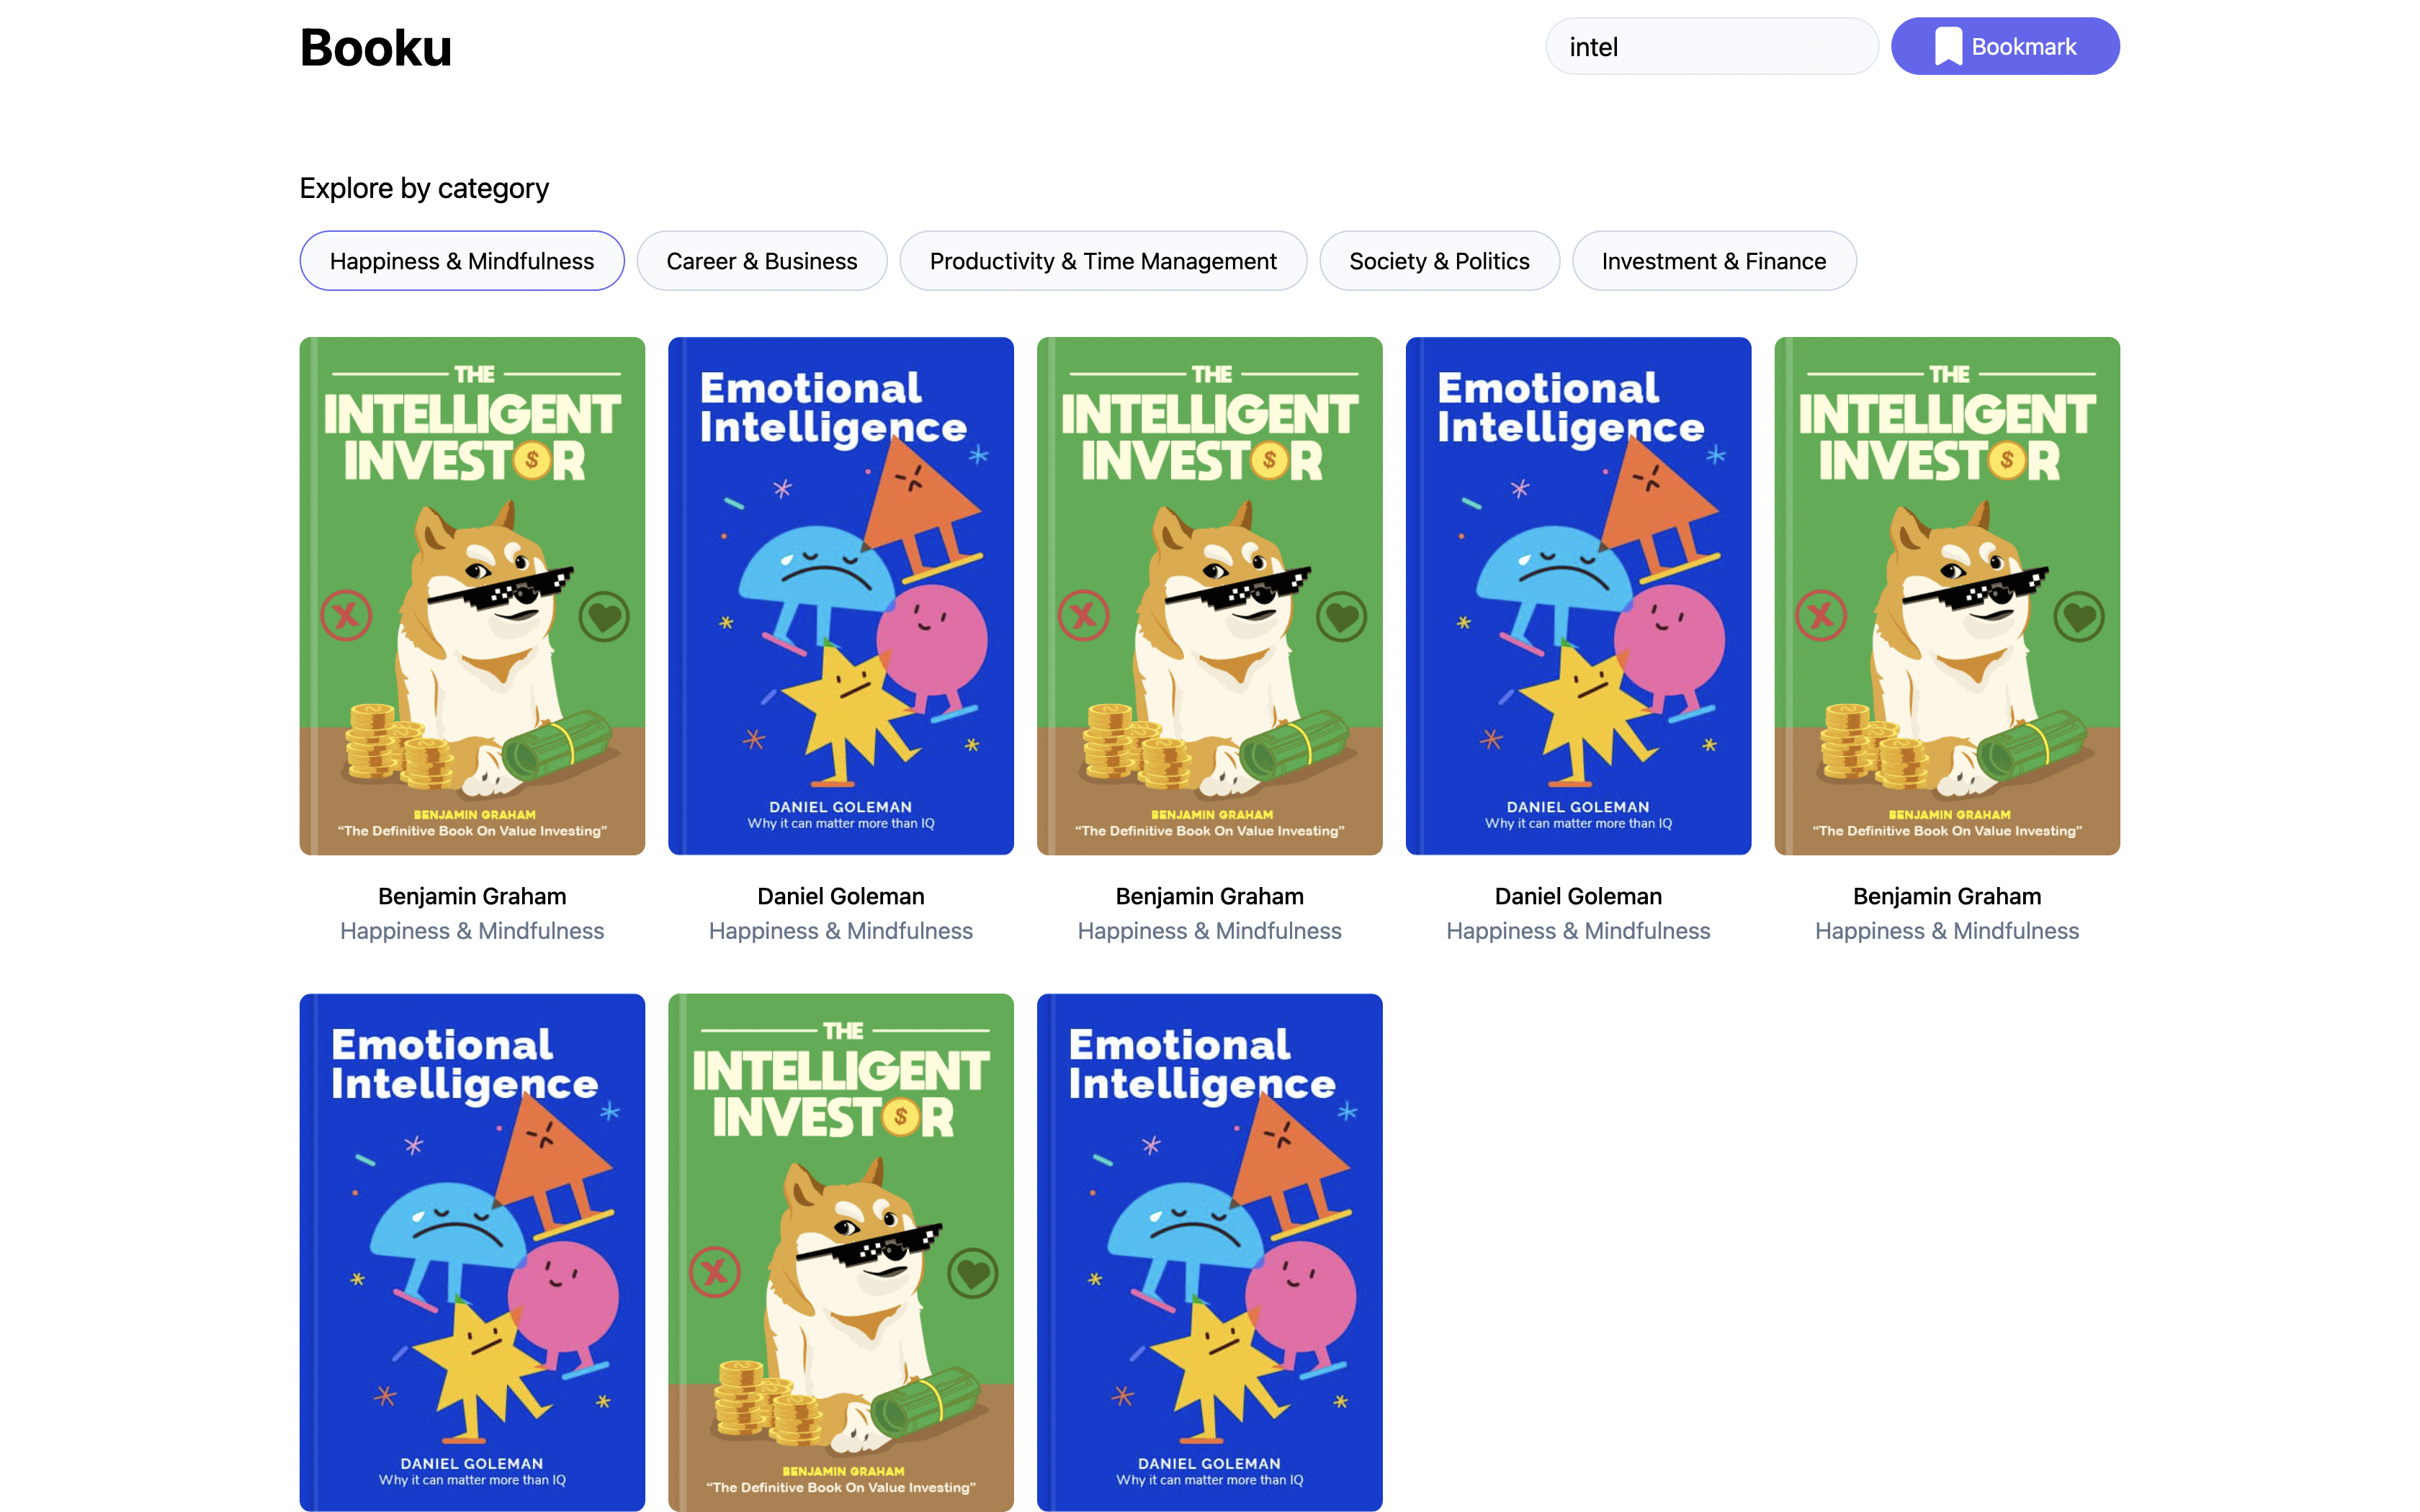 Booku
intel
Bookmark
Explore by category
Happiness & Mindfulness
Career & Business
Productivity & Time Management
Society & Politics
Investment & Finance
THE
INTELLIGENT
INVEST$R
X
BENJAMIN GRAHAM
“The Definitive Book On Value Investing”
Benjamin Graham
Happiness & Mindfulness
Emotional
Intelligence
DANIEL GOLEMAN
Why it can matter more than IQ
Daniel Goleman
Happiness & Mindfulness
THE
INTELLIGENT
INVEST$R
X
BENJAMIN GRAHAM
“The Definitive Book On Value Investing”
Benjamin Graham
Happiness & Mindfulness
Emotional
Intelligence
DANIEL GOLEMAN
Why it can matter more than IQ
Daniel Goleman
Happiness & Mindfulness
THE
INTELLIGENT
INVEST$R
X
BENJAMIN GRAHAM
“The Definitive Book On Value Investing”
Benjamin Graham
Happiness & Mindfulness
Emotional
Intelligence
DANIEL GOLEMAN
Why it can matter more than IQ
THE
INTELLIGENT
INVEST$R
X
BENJAMIN GRAHAM
“The Definitive Book On Value Investing”
Emotional
Intelligence
DANIEL GOLEMAN
Why it can matter more than IQ